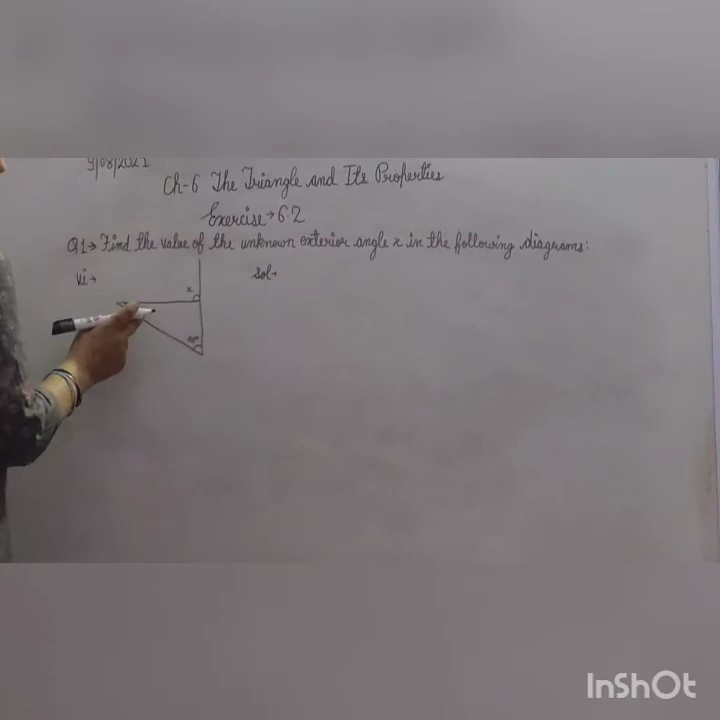 9/08/2021
Ch-6 The Triangle and Its Properties
Exercise → 6.2
Q1→ Find the value of the unknown exterior angle x in the following diagrams:
vi→
Sol-
x
InShOt